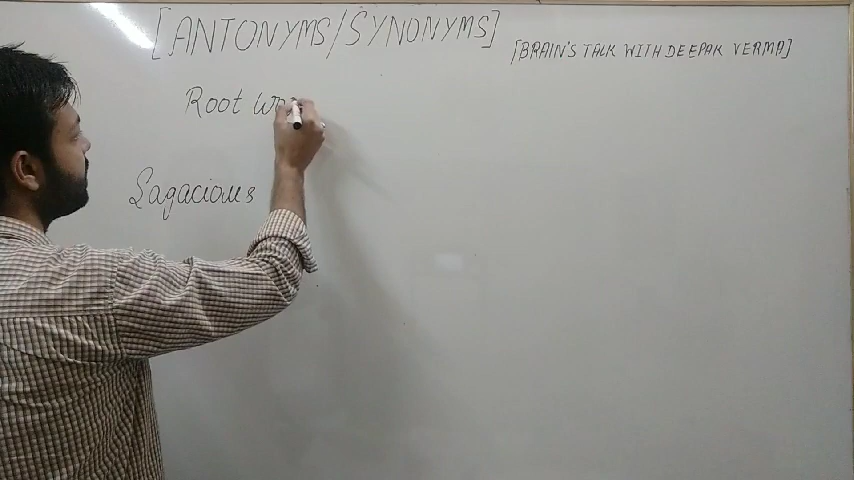 [ANTONYMS/SYNONYMS]
[BRAIN'S TALK WITH DEEPAK VERMA]
Root
Sagacious